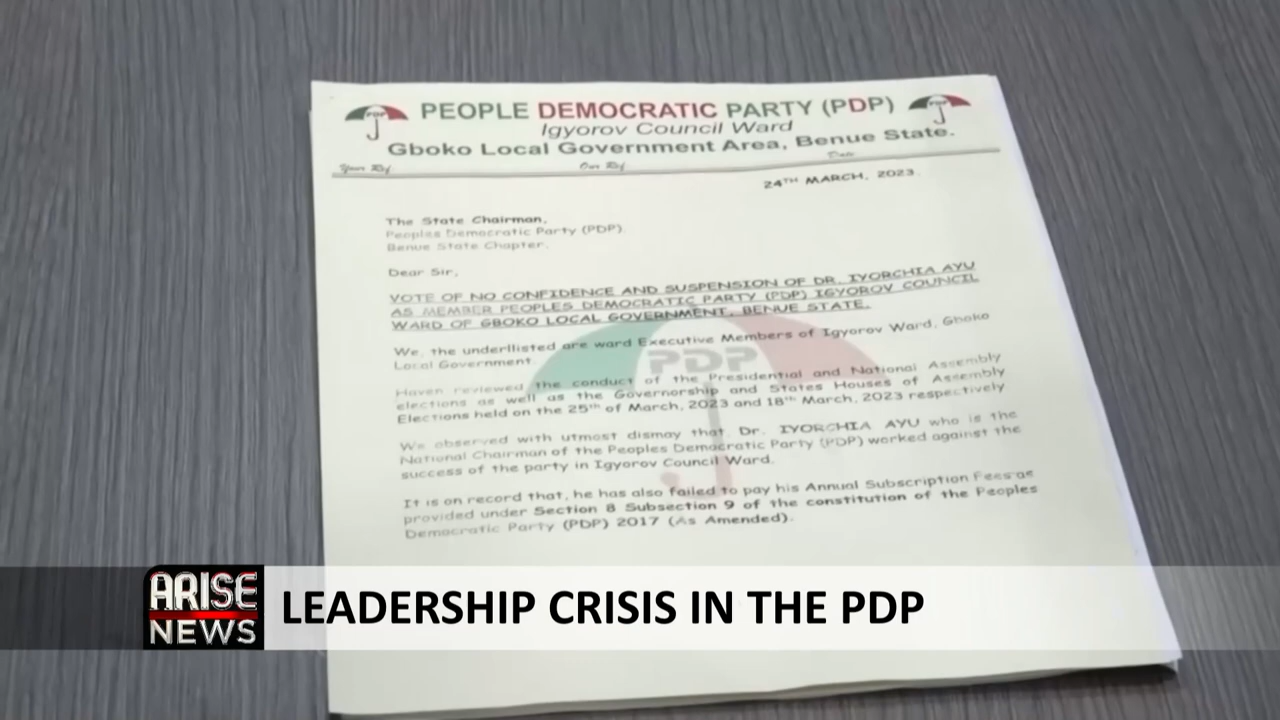 PEOPLE DEMOCRATIC PARTY (PDP)
Igyorov Council Ward
Gboko Local Government Area, Benue State.
Your Ref
Our Ref
Date
24TH MARCH, 2023
The State Chairman,
Peoples Democratic Party (PDP)
Benue State Chapter.
Dear Sir,
VOTE OF NO CONFIDENCE AND SUSPENSION OF DR. IYORCHIA AYU
AS MEMBER PEOPLES DEMOCRATIC PARTY (PDP) IGYOROV COUNCIL
WARD OF GBOKO LOCAL GOVERNMENT, BENUE STATE.
We, the underllisted are ward Executive Members of Igyorov Ward, Gboko
Local Government.
Haven reviewed the conduct of the Presidential and National Assembly
elections as well as the Governorship and States Houses of Assembly
Elections held on the 25th of March, 2023 and 18th March, 2023 respectively
We observed with utmost dismay that, Dr. IYORCHIA AYU who is the
National Chairman of the Peoples Democratic Party (PDP) worked against the
success of the party in Igyorov Council Ward.
It is on record that, he has also failed to pay his Annual Subscription Fees as
provided under Section 8 Subsection 9 of the constitution of the Peoples
Democratic Party (PDP) 2017 (As Amended).
PDP
ARISE
NEWS
LEADERSHIP CRISIS IN THE PDP